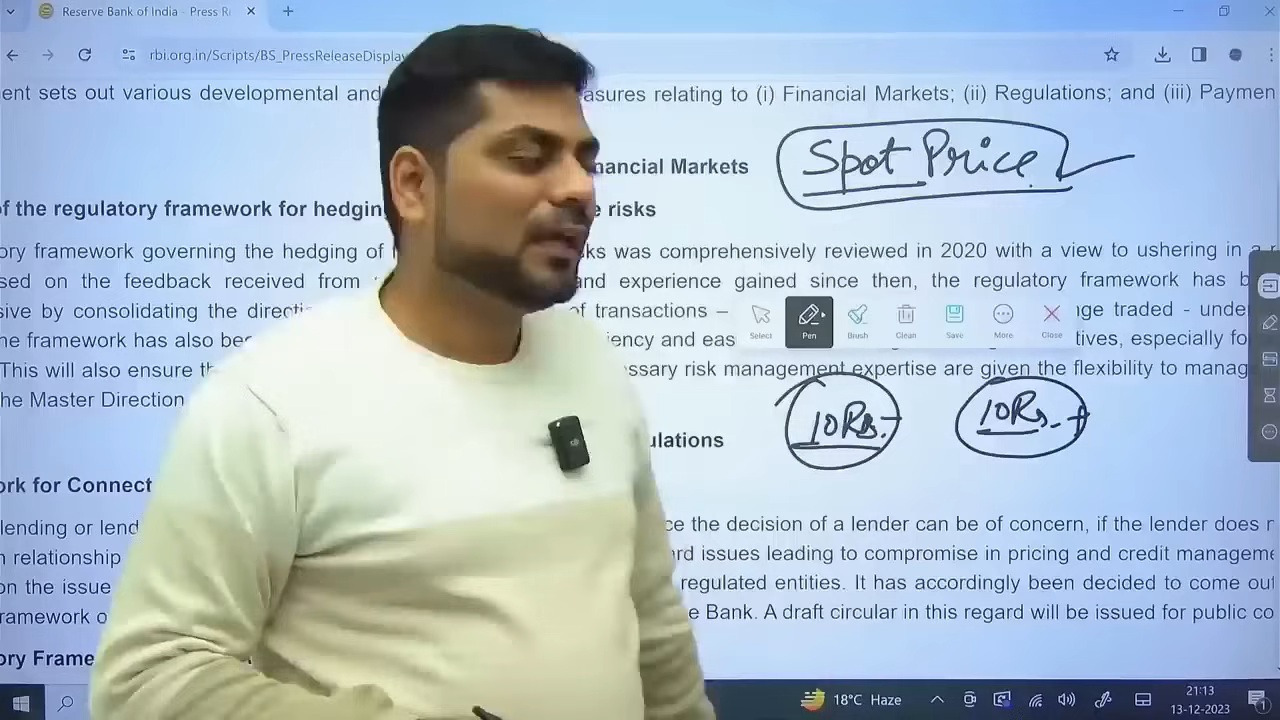 Reserve Bank of India - Press R
rbi.org.in/Scripts/BS_PressReleaseDisplay
ent sets out various developmental and asures relating to (i) Financial Markets; (ii) Regulations; and (iii) Paymen
nancial Markets
Spot Price
of the regulatory framework for hedgin e risks
ory framework governing the hedging of ks was comprehensively reviewed in 2020 with a view to ushering in a
sed on the feedback received from and experience gained since then, the regulatory framework has b
sive by consolidating the directi of transactions – nge traded - unde
Select Pen Brush Clean Save More Close
he framework has also bee iency and eas tives, especially fo
This will also ensure th essary risk management expertise are given the flexibility to manag
he Master Direction
10Rs. 10Rs.
ulations
ork for Connect
lending or lend ce the decision of a lender can be of concern, if the lender does
n relationship rd issues leading to compromise in pricing and credit manageme
on the issue regulated entities. It has accordingly been decided to come out
ramework o e Bank. A draft circular in this regard will be issued for public co
ory Frame
18°C Haze
21:13
13-12-2023
1